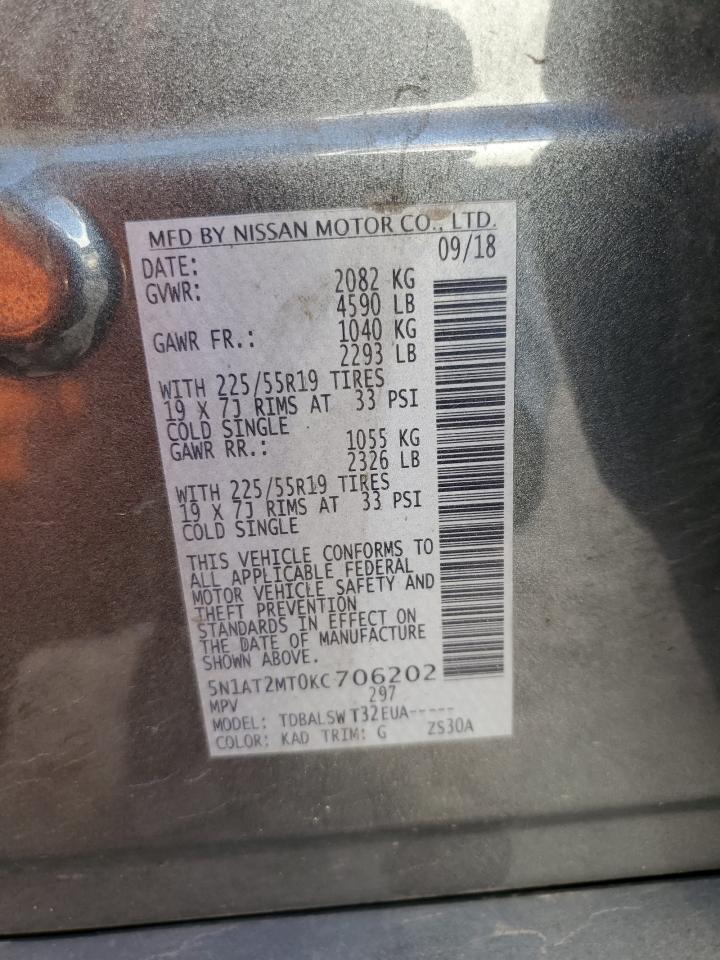 MFD BY NISSAN MOTOR CO., LTD.
DATE: 09/18
GVWR: 2082 KG
4590 LB
GAWR FR.: 1040 KG
2293 LB
WITH 225/55R19 TIRES
19 X 7J RIMS AT 33 PSI
COLD SINGLE
GAWR RR.: 1055 KG
2326 LB
WITH 225/55R19 TIRES
19 X 7J RIMS AT 33 PSI
COLD SINGLE
THIS VEHICLE CONFORMS TO
ALL APPLICABLE FEDERAL
MOTOR VEHICLE SAFETY AND
THEFT PREVENTION
STANDARDS IN EFFECT ON
THE DATE OF MANUFACTURE
SHOWN ABOVE.
5N1AT2MT0KC706202
MPV 297
MODEL: TDBALSW T32EUA-----
COLOR: KAD TRIM: G ZS30A